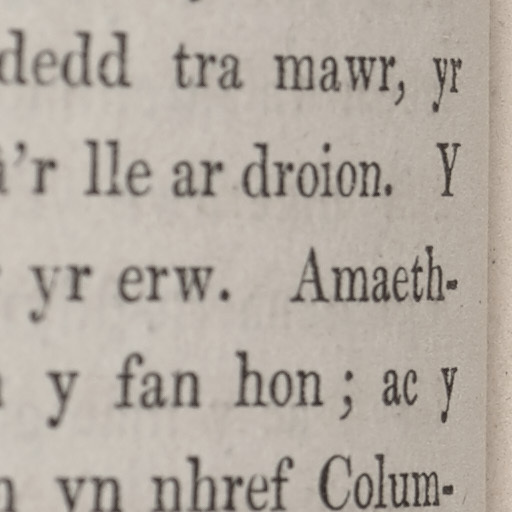 dedd tra mawr, yr
'r lle ar droion. Y
yr erw. Amaeth-
y fan hon; ac y
yn nhref Colum-